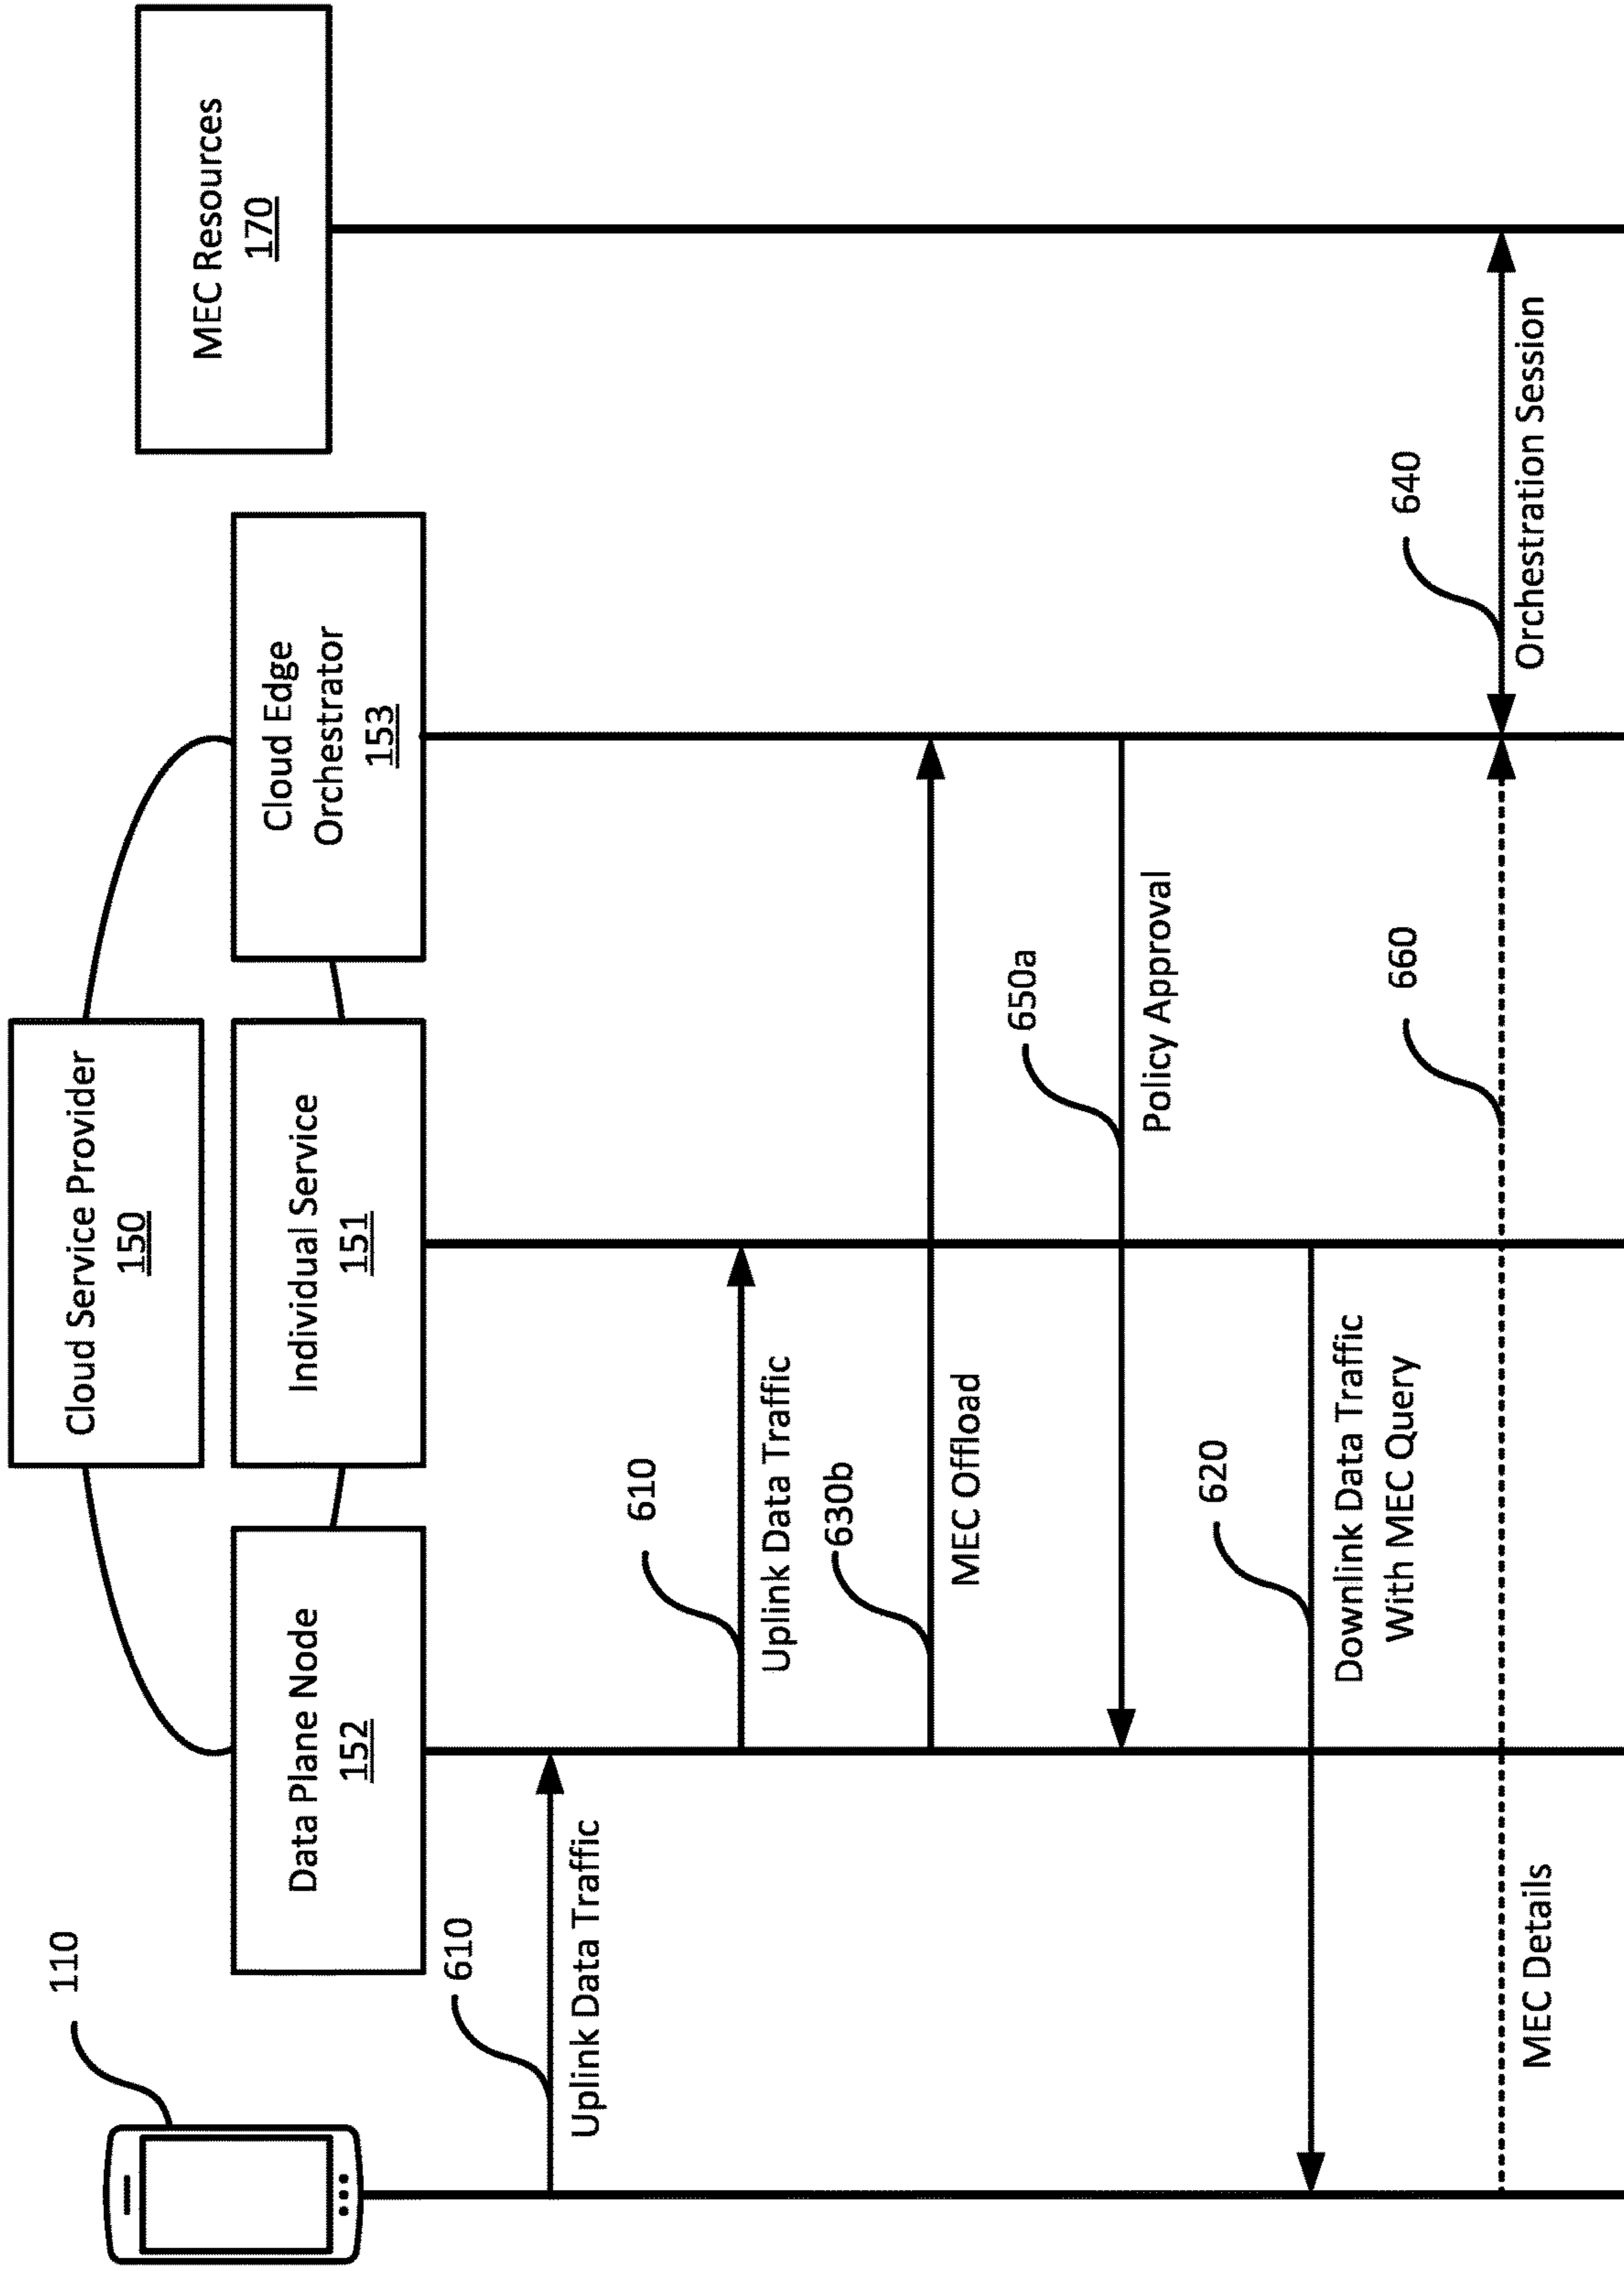 110
Cloud Service Provider
150
Data Plane Node
152
Individual Service
151
Cloud Edge
Orchestrator
153
MEC Resources
170
610
Uplink Data Traffic
610
Uplink Data Traffic
630b
MEC Offload
650a
Policy Approval
620
Downlink Data Traffic
With MEC Query
660
MEC Details
640
Orchestration Session